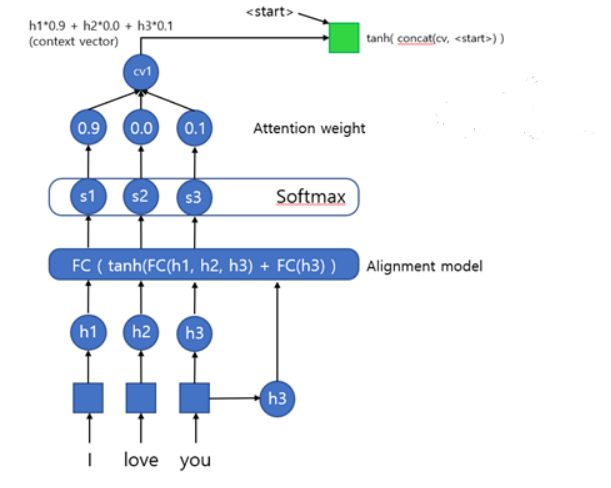 <start>
h1*0.9 + h2*0.0 + h3*0.1
(context vector)
tanh( concat(cv, <start>) )
cv1
0.9 0.0 0.1 Attention weight
s1 s2 s3 Softmax
FC ( tanh(FC(h1, h2, h3) + FC(h3) ) Alignment model
h1 h2 h3
h3
I love you